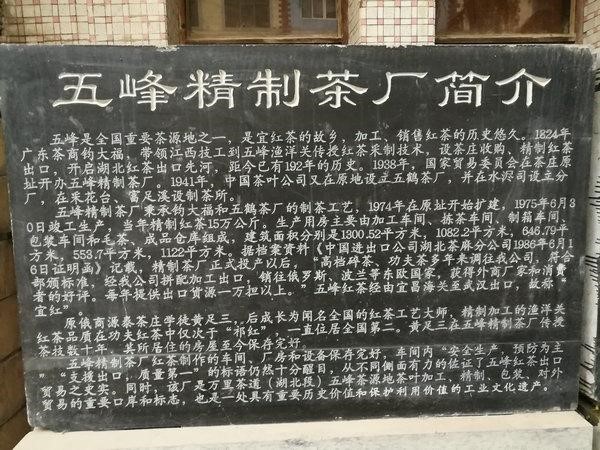 五峰精制茶厂简介
五峰是全国重要茶源地之一，是宜红茶的故乡，加工、销售红茶的历史悠久。1824年
广东茶商钧大福，带领江西技工到五峰渔洋关传授红茶采制技术，设茶庄收购、精制红茶
出口，开启湖北红茶出口先河，距今已有192年的历史。1938年，国家贸易委员会在茶庄原
址开办五峰精制茶厂。1941年，中国茶叶公司又在原地设立五鹤茶厂，并在水浕司设立分
厂，在采花台、富足溪设制茶所。
五峰精制茶厂秉承钧大福和五鹤茶厂的制茶工艺，1974年在原址开始扩建，1975年6月3
0日竣工生产，当年精制红茶15万公斤。生产用房主要由加工车间、拣茶车间、制箱车间、
包装车间和毛茶、成品仓库组成，建筑面积分别是1300.52平方米，1082.2平方米，646.79平
方米，553.7平方米，1122平方米。据档案资料《中国进出口公司湖北茶麻分公司1986年6月1
6日证明函》记载，精制茶厂正式投产以后，“高档碎茶、功夫茶多年来调往我公司，符合
部颁标准，经我公司拼配加工出口，销往俄罗斯、波兰等东欧国家，获得外商厂家和消费
者的好评。每年提供出口货源一万担以上。”五峰红茶经由宜昌海关至武汉出口，故称“
宜红”。
原俄商源泰茶庄学徒黄足三，后成长为闻名全国的红茶工艺大师、精制加工的渔洋关
红茶品质在功夫红茶中仅次于“祁红”，一直位居全国第二。黄足三在五峰精制茶厂传授
茶技数十年，其所居住的房屋至今保存完好。
五峰精制茶厂红茶制作的车间、厂房和设备保存完好，车间内“安全生产，预防为主
”“支援出口，质量第一”的标语仍然十分醒目，从不同侧面有力的佐证了五峰红茶出口
贸易之史实。同时，该厂是万里茶道（湖北段）五峰茶源地茶叶加工、精制、包装、对外
贸易的重要口岸和标志，也是一处具有重要历史价值和保护利用价值的工业文化遗产。